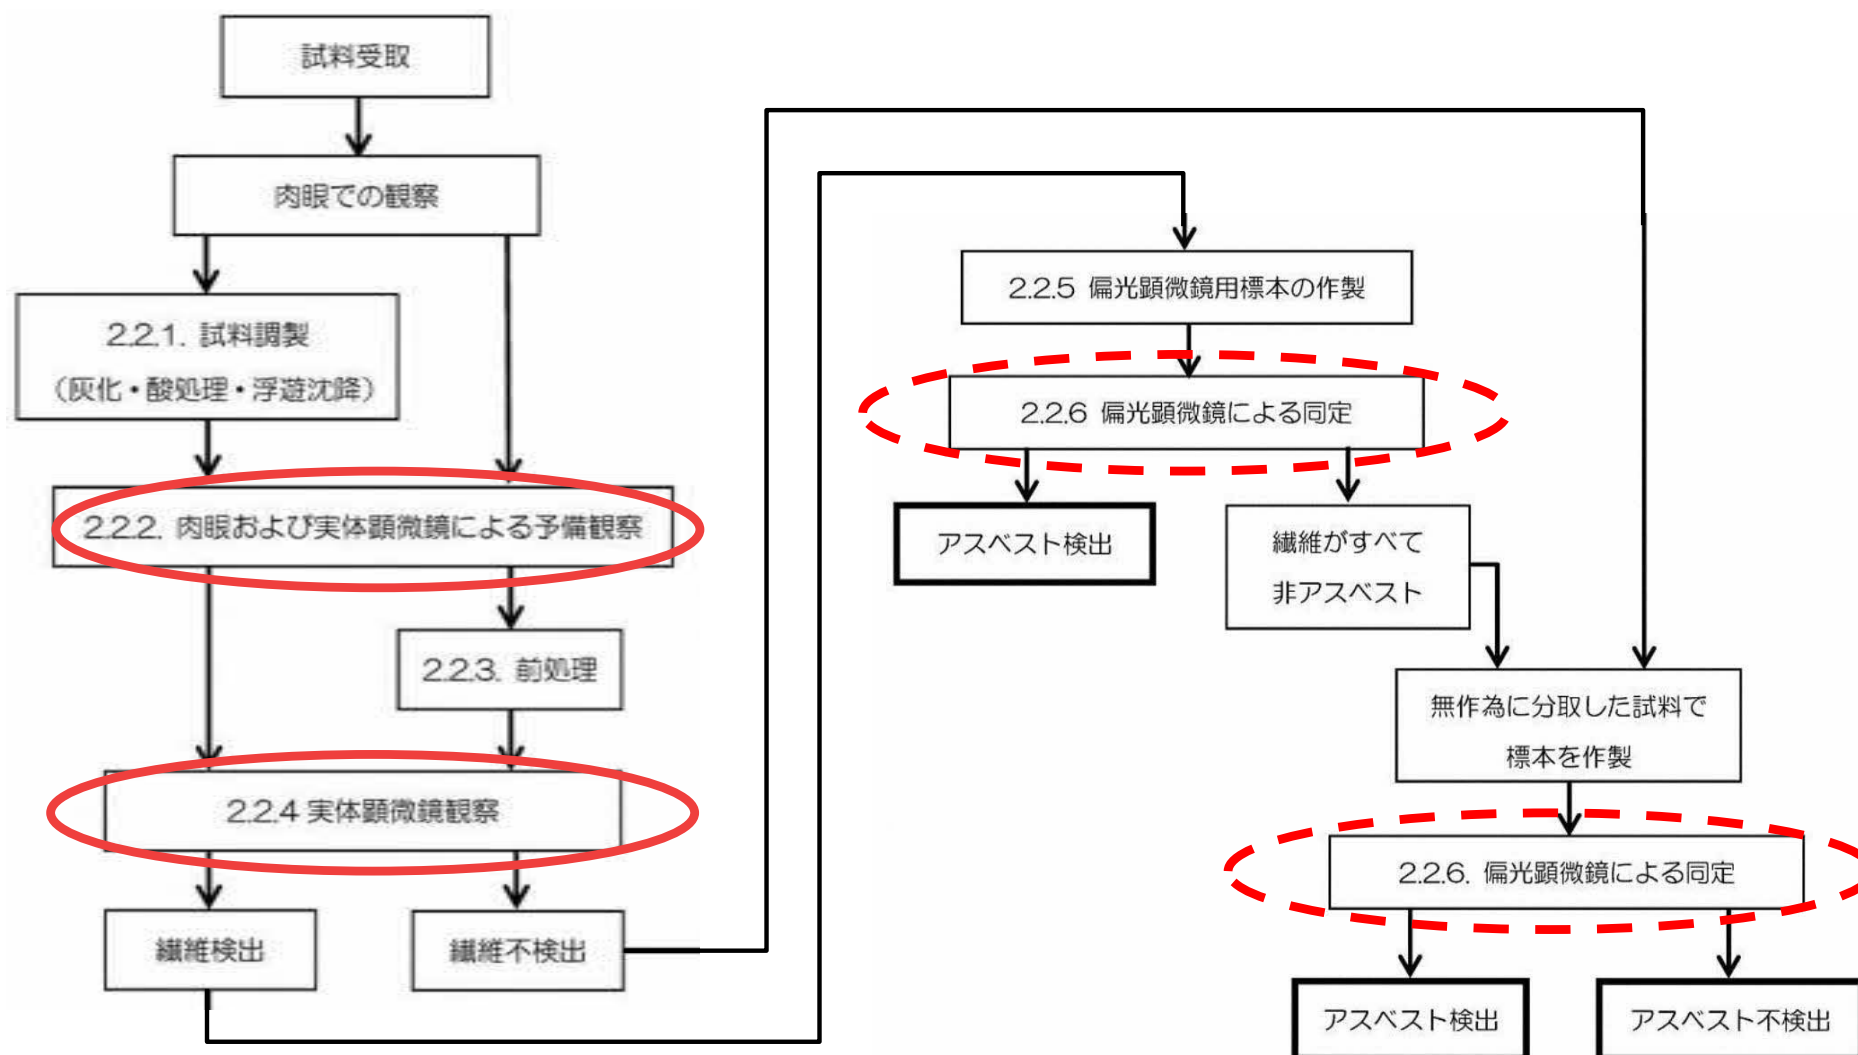 試料受取
肉眼での観察
2.2.1. 試料調製
（灰化・酸処理・浮遊沈降）
2.2.2. 肉眼および実体顕微鏡による予備観察
2.2.3. 前処理
2.2.4 実体顕微鏡観察
繊維検出
繊維不検出
2.2.5 偏光顕微鏡用標本の作製
2.2.6 偏光顕微鏡による同定
アスベスト検出
繊維がすべて
非アスベスト
無作為に分取した試料で
標本を作製
2.2.6. 偏光顕微鏡による同定
アスベスト検出
アスベスト不検出